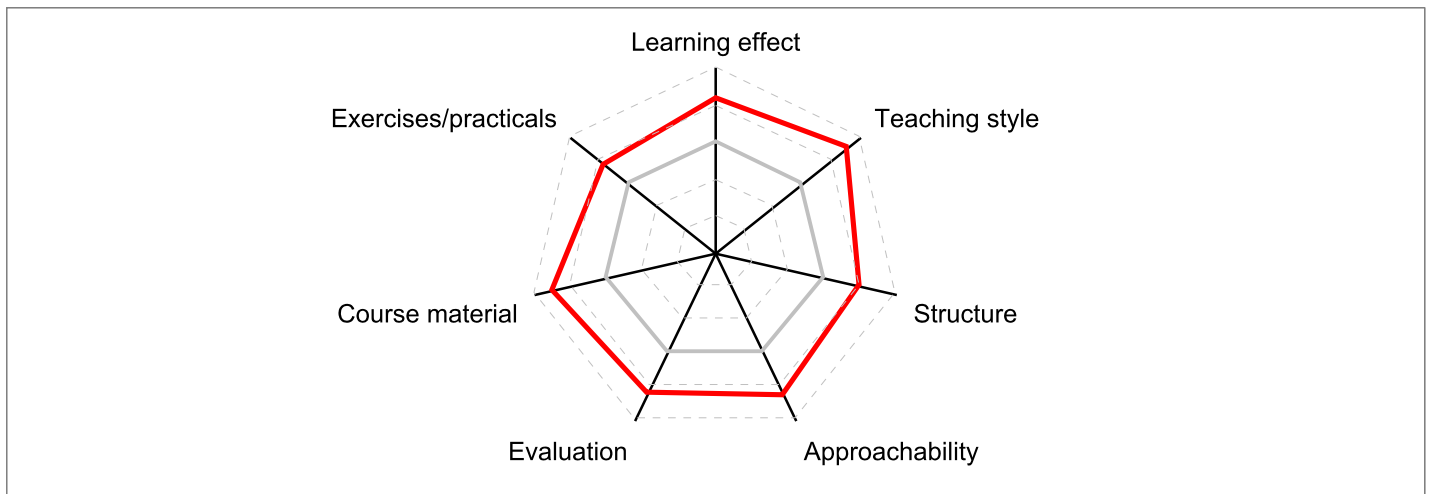 Learning effect
Exercises/practicals
Teaching style
Course material
Structure
Evaluation
Approachability